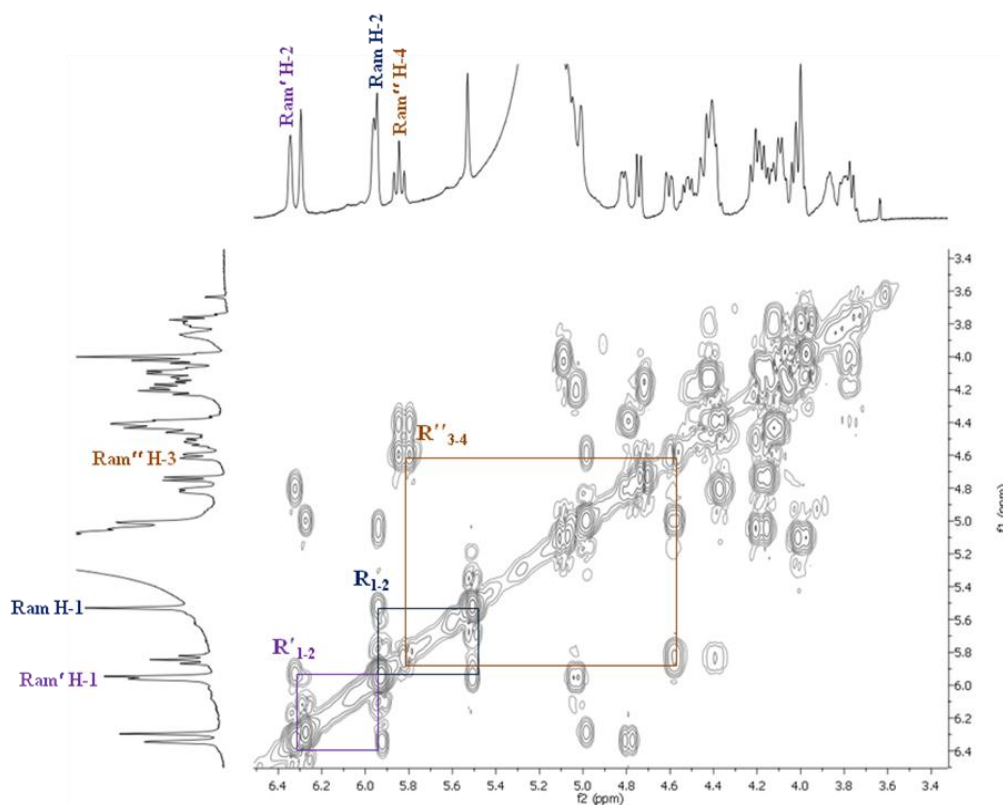 Ram' H-2
Ram H-2
Ram'' H-4
Ram'' H-3
Ram H-1
Ram' H-1
R''3-4
R1-2
R'1-2
3.4
3.6
3.8
4.0
4.2
4.4
4.6
4.8
5.0
5.2
5.4
5.6
5.8
6.0
6.2
6.4
f1 (ppm)
6.4 6.2 6.0 5.8 5.6 5.4 5.2 5.0 4.8 4.6 4.4 4.2 4.0 3.8 3.6 3.4
f2 (ppm)